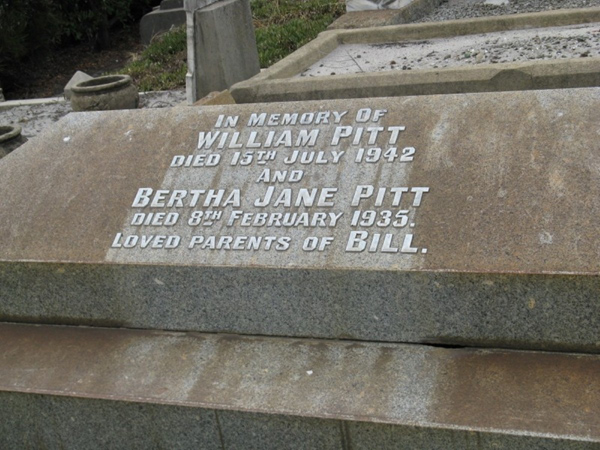 In Memory Of
William Pitt
died 15th July 1942
and
Bertha Jane Pitt
died 8th February 1935.
Loved parents of Bill.